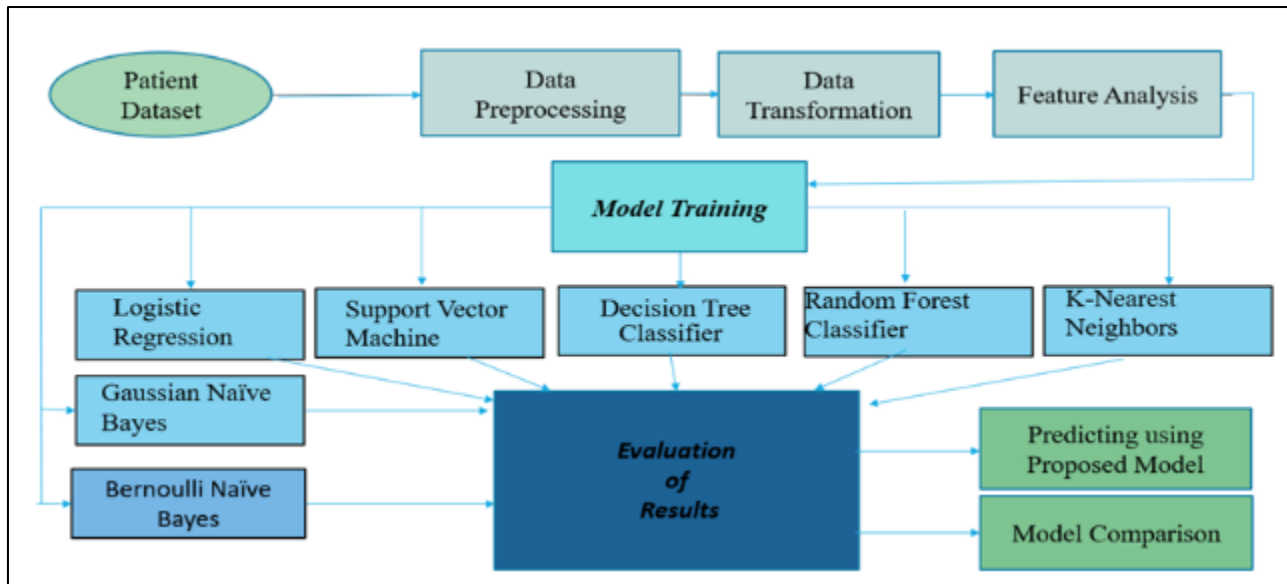 Patient
Dataset
Data
Preprocessing
Data
Transformation
Feature Analysis
Model Training
Logistic
Regression
Support Vector
Machine
Decision Tree
Classifier
Random Forest
Classifier
K-Nearest
Neighbors
Gaussian Naïve
Bayes
Evaluation
of
Results
Predicting using
Proposed Model
Bernoulli Naïve
Bayes
Model Comparison